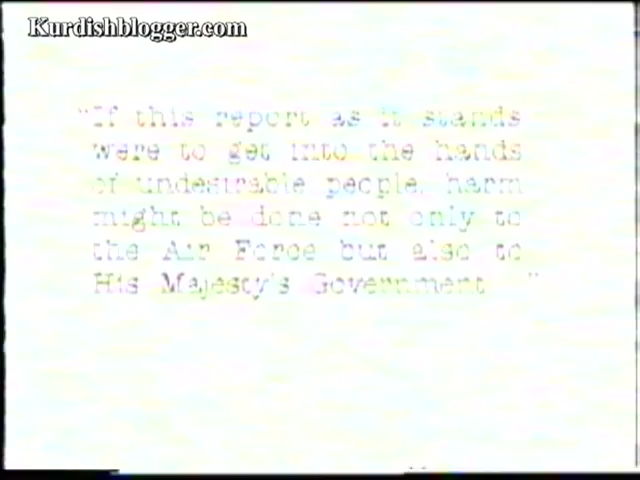 Kurdishblogger.com
"If this report as it stands
were to get into the hands
of undesirable people, harm
might be done not only to
the Air Force but also to
His Majesty's Government "